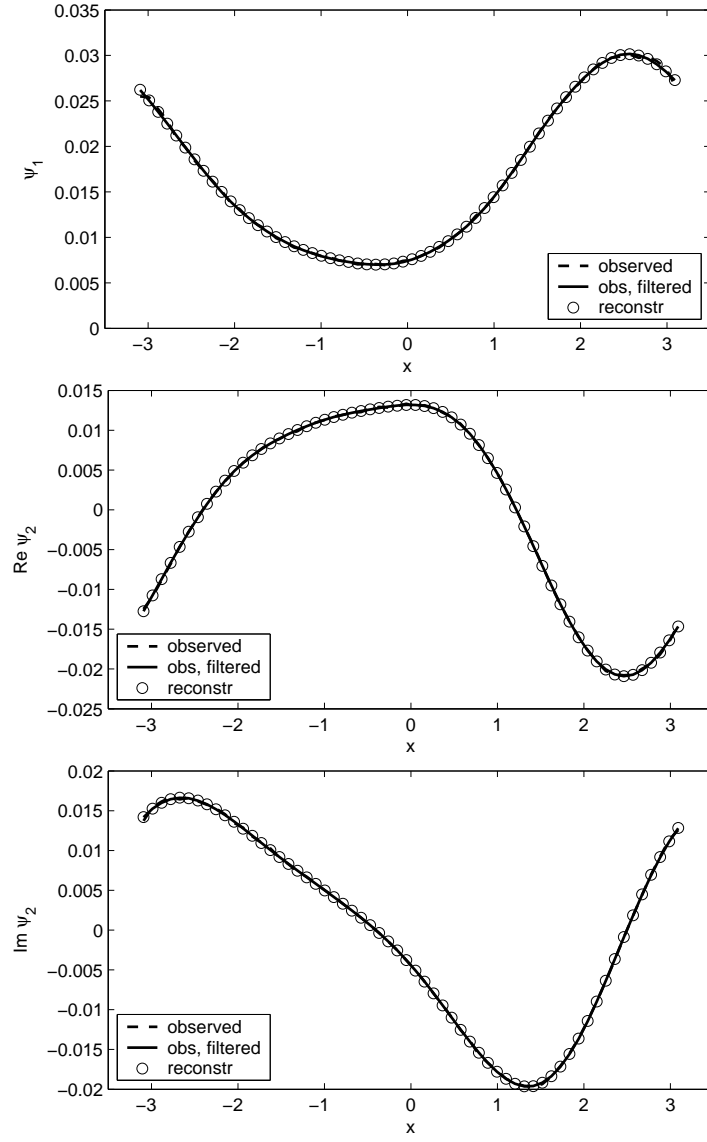 0.035
0.03
0.025
0.02
0.015
0.01
0.005
0
ψ1
−3 −2 −1 0 1 2 3
x
observed
obs, filtered
reconstr
0.015
0.01
0.005
0
−0.005
−0.01
−0.015
−0.02
−0.025
Re ψ2
−3 −2 −1 0 1 2 3
x
observed
obs, filtered
reconstr
0.02
0.015
0.01
0.005
0
−0.005
−0.01
−0.015
−0.02
Im ψ2
−3 −2 −1 0 1 2 3
x
observed
obs, filtered
reconstr